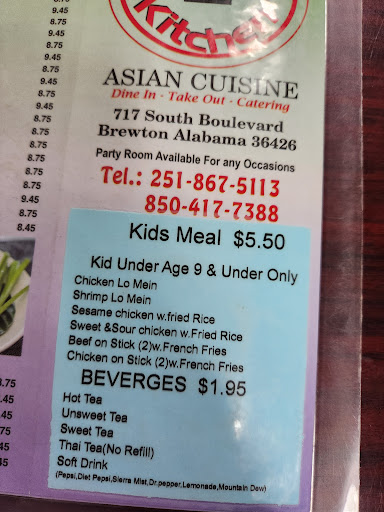 Kitchen
ASIAN CUISINE
Dine In - Take Out - Catering
717 South Boulevard
Brewton Alabama 36426
Party Room Available For any Occasions
Tel.: 251-867-5113
850-417-7388
Kids Meal $5.50
Kid Under Age 9 & Under Only
Chicken Lo Mein
Shrimp Lo Mein
Sesame chicken w.fried Rice
Sweet &Sour chicken w.Fried Rice
Beef on Stick (2)w.French Fries
Chicken on Stick (2)w.French Fries
BEVERGES $1.95
Hot Tea
Unsweet Tea
Sweet Tea
Thai Tea(No Refill)
Soft Drink
(Pepsi,Diet Pepsi,Sierra Mist,Dr.pepper,Lemonade,Mountain Dew)
9.45
8.75
9.45
8.75
8.75
8.75
9.45
8.75
9.45
8.75
8.75
8.75
8.75
8.75
9.45
8.75
8.45